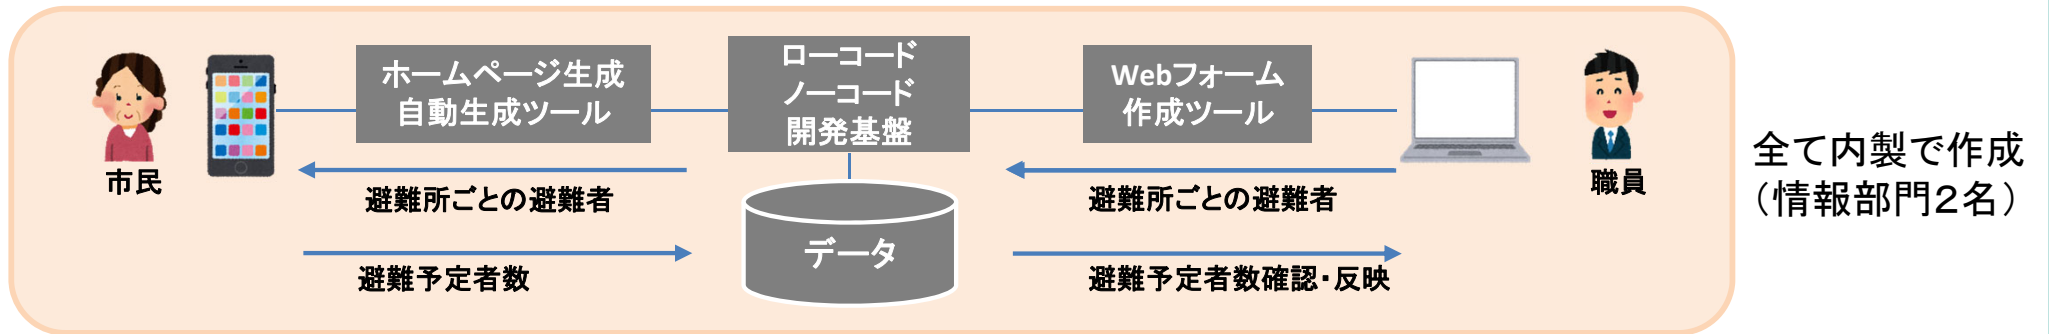 市民
ホームページ生成
自動生成ツール
ローコード
ノーコード
開発基盤
Webフォーム
作成ツール
職員
避難所ごとの避難者
避難所ごとの避難者
データ
避難予定者数
避難予定者数確認・反映
全て内製で作成
（情報部門２名）